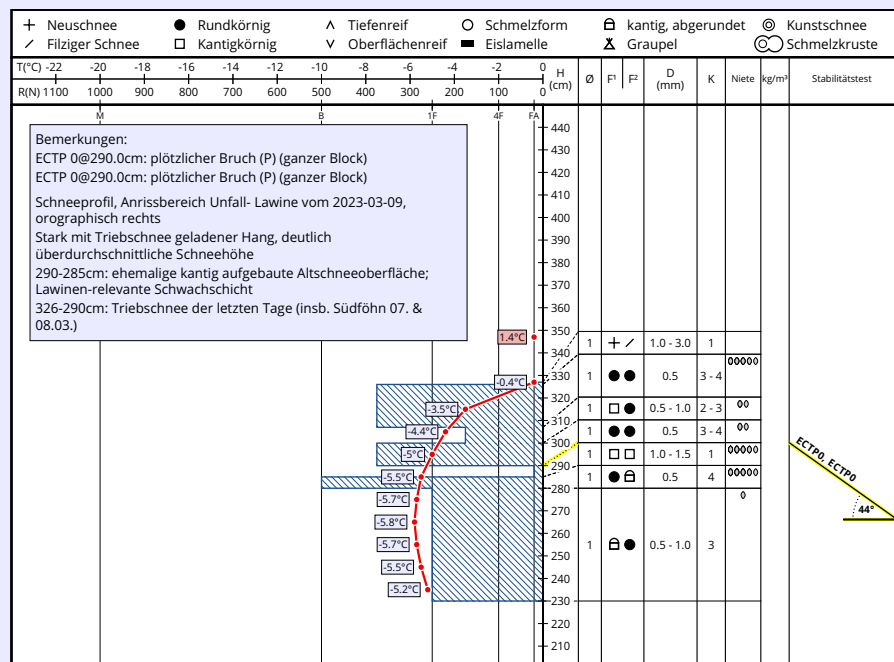 + Neuschnee ● Rundkörnig ∧ Tiefenreif ○ Schmelzform kantig, abgerundet ◎ Kunstschnee
∕ Filziger Schnee □ Kantigkörnig ∨ Oberflächenreif ▬ Eislamelle Graupel Schmelzkruste
T(°C) -22 -20 -18 -16 -14 -12 -10 -8 -6 -4 -2 0
R(N) 1100 1000 900 800 700 600 500 400 300 200 100 0
H (cm) Ø F¹ F² D (mm) K Niete kg/m³ Stabilitätstest
M B 1F 4F FA
Bemerkungen:
ECTP 0@290.0cm: plötzlicher Bruch (P) (ganzer Block)
ECTP 0@290.0cm: plötzlicher Bruch (P) (ganzer Block)
Schneeprofil, Anrissbereich Unfall- Lawine vom 2023-03-09,
orographisch rechts
Stark mit Triebschnee geladener Hang, deutlich
überdurchschnittliche Schneehöhe
290-285cm: ehemalige kantig aufgebaute Altschneeoberfläche;
Lawinen-relevante Schwachschicht
326-290cm: Triebschnee der letzten Tage (insb. Südföhn 07. &
08.03.)
440
430
420
410
400
390
380
370
360
350
340
330
320
310
300
290
280
270
260
250
240
230
220
210
1.4°C
-0.4°C
-3.5°C
-4.4°C
-5°C
-5.5°C
-5.7°C
-5.8°C
-5.7°C
-5.5°C
-5.2°C
1 + ∕ 1.0 - 3.0 1
1 ● ● 0.5 3 - 4
1 □ ● 0.5 - 1.0 2 - 3
1 ● ● 0.5 3 - 4
1 □ □ 1.0 - 1.5 1
1 ● 0.5 4
1 ● 0.5 - 1.0 3
ECTP0, ECTP0
44°